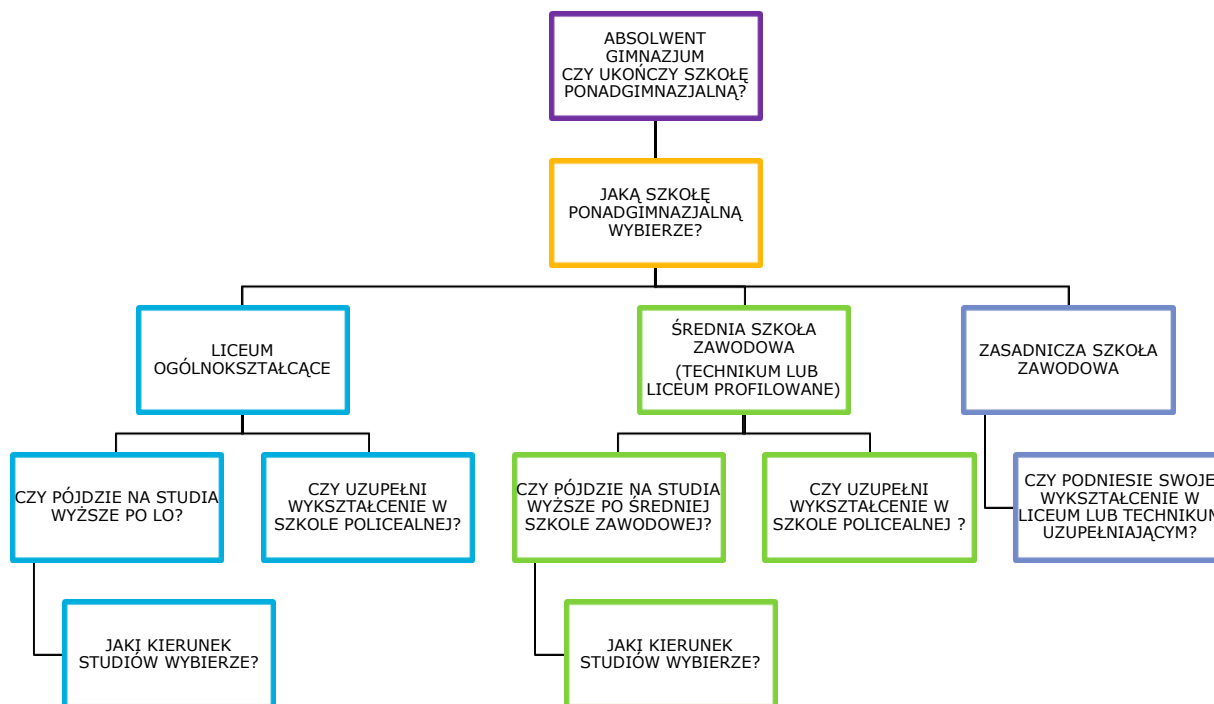 ABSOLWENT
GIMNAZJUM
CZY UKOŃCZY SZKOŁĘ
PONADGIMNAZJALNĄ?
JAKĄ SZKOŁĘ
PONADGIMNAZJALNĄ
WYBIERZE?
LICEUM
OGÓLNOKSZTAŁCĄCE
ŚREDNIA SZKOŁA
ZAWODOWA
(TECHNIKUM LUB
LICEUM PROFILOWANE)
ZASADNICZA SZKOŁA
ZAWODOWA
CZY PÓJDZIE NA STUDIA
WYŻSZE PO LO?
CZY UZUPEŁNI
WYKSZTAŁCENIE W
SZKOLE POLICEALNEJ?
CZY PÓJDZIE NA STUDIA
WYŻSZE PO ŚREDNIEJ
SZKOLE ZAWODOWEJ?
CZY UZUPEŁNI
WYKSZTAŁCENIE W
SZKOLE POLICEALNEJ ?
CZY PODNIESIE SWOJE
WYKSZTAŁCENIE W
LICEUM LUB TECHNIKUM
UZUPEŁNIAJĄCYM?
JAKI KIERUNEK
STUDIÓW WYBIERZE?
JAKI KIERUNEK
STUDIÓW WYBIERZE?